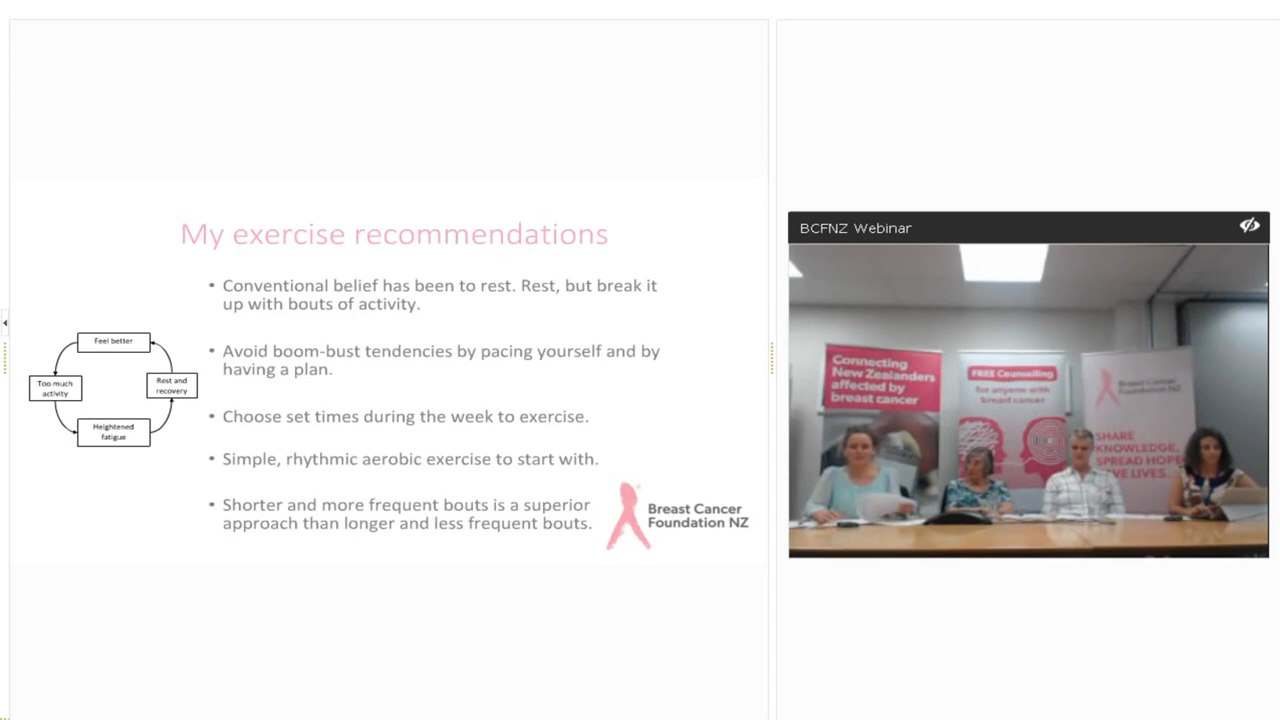 My exercise recommendations
• Conventional belief has been to rest. Rest, but break it
up with bouts of activity.
• Avoid boom-bust tendencies by pacing yourself and by
having a plan.
• Choose set times during the week to exercise.
• Simple, rhythmic aerobic exercise to start with.
• Shorter and more frequent bouts is a superior
approach than longer and less frequent bouts.
Feel better
Too much
activity
Rest and
recovery
Heightened
fatigue
Breast Cancer
Foundation NZ
BCFNZ Webinar
Connecting
New Zealanders
affected by
breast cancer
FREE Counselling
for anyone with
breast cancer
Breast Cancer
Foundation NZ
SHARE
KNOWLEDGE,
SPREAD HOPE
LIVES...